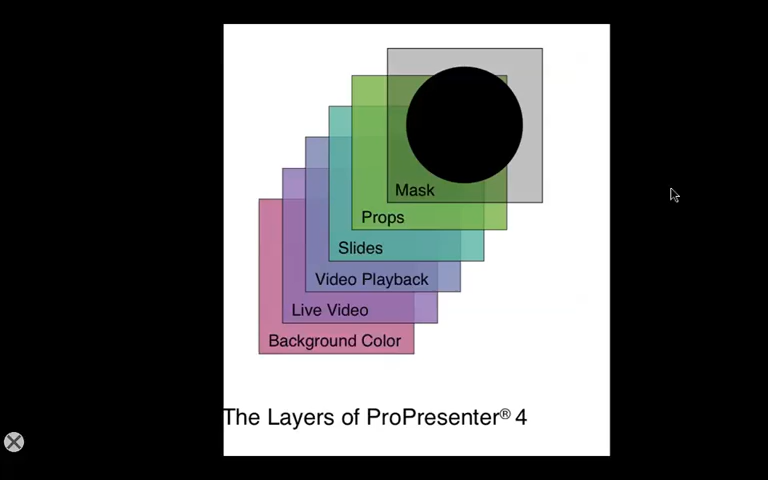 Mask
Props
Slides
Video Playback
Live Video
Background Color
The Layers of ProPresenter® 4